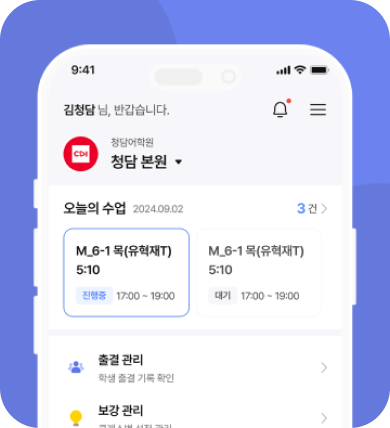 9:41
김청담 님, 반갑습니다.
청담어학원
CDI 청담 본원
오늘의 수업 2024.09.02 3 건
M_6-1 목(유혁재T)
5:10
진행중 17:00 ~ 19:00
M_6-1 목(유혁재T)
5:10
대기 17:00 ~ 19:00
출결 관리
학생 출결 기록 확인
보강 관리